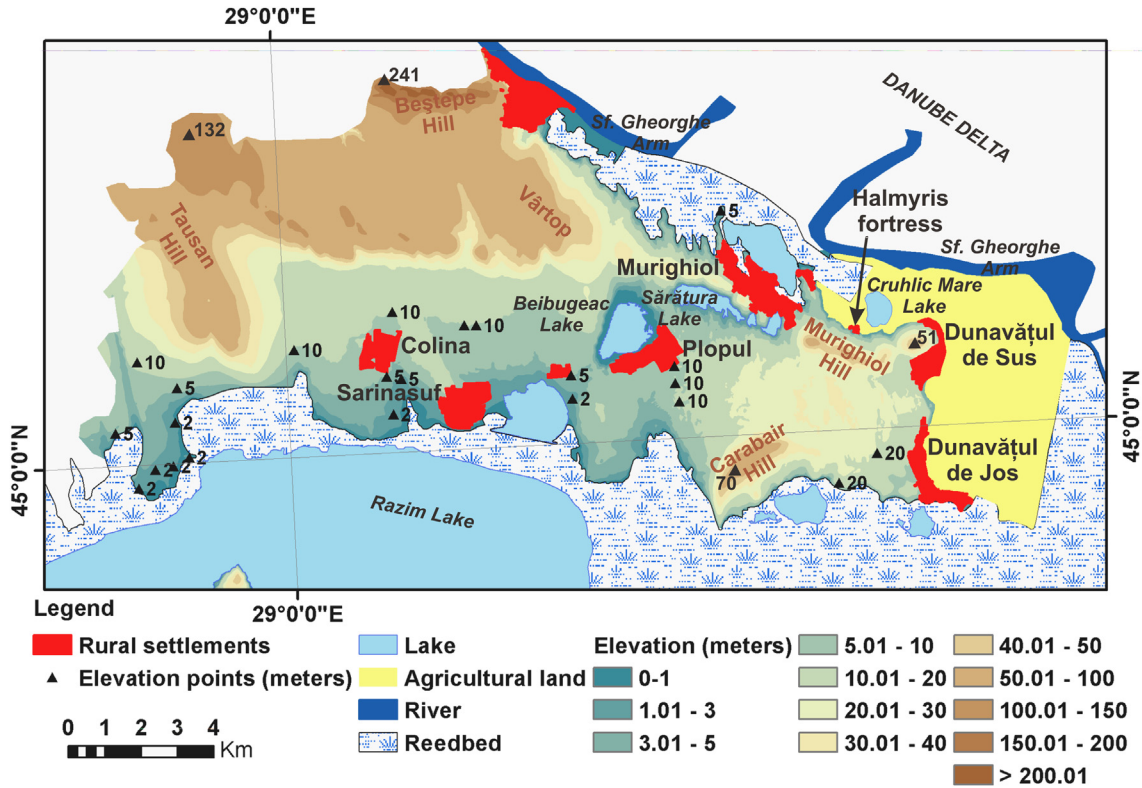 29°0'0"E
241
Beștepe
Hill
132
Sf. Gheorghe
Arm
DANUBE DELTA
Tausan
Hill
Vârtop
5
Halmyris
fortress
Sf. Gheorghe
Arm
Murighiol
Cruhlic Mare
Lake
Beibugeac
Lake
Sărătura
Lake
10
10
Colina
Plopul
Murighiol
Hill
51
Dunavățul
de Sus
10
10
10
10
10
5
5
5
5
Sarinasuf
2
2
2
5
2
2
2
45°0'0"N
45°0'0"N
Carabair
Hill
70
20
20
Dunavățul
de Jos
Razim Lake
29°0'0"E
Legend
Rural settlements
Elevation points (meters)
0 1 2 3 4
Km
Lake
Agricultural land
River
Reedbed
Elevation (meters)
0-1
1.01 - 3
3.01 - 5
5.01 - 10
10.01 - 20
20.01 - 30
30.01 - 40
40.01 - 50
50.01 - 100
100.01 - 150
150.01 - 200
> 200.01